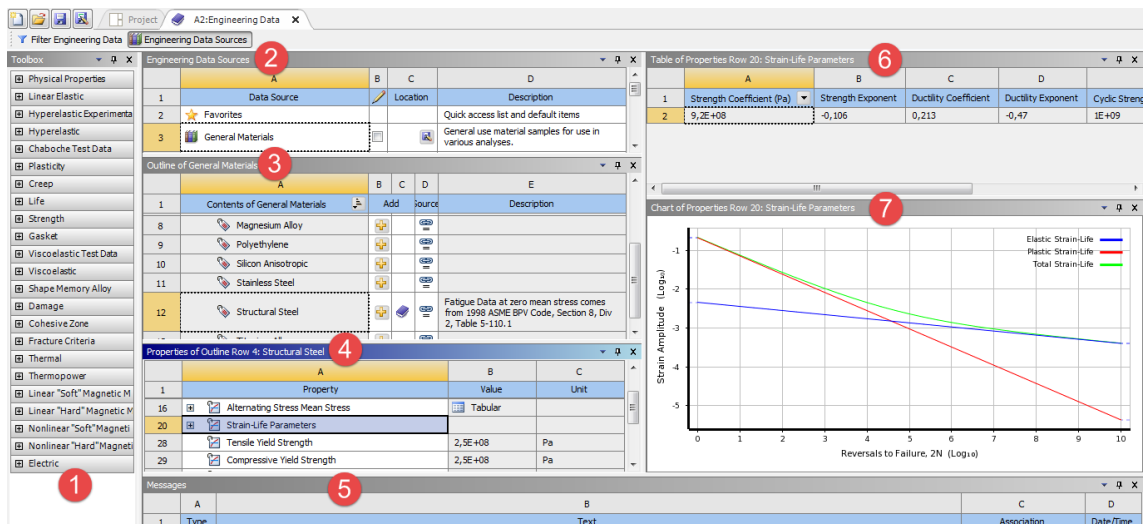 Project
A2:Engineering Data
Filter Engineering Data
Engineering Data Sources
Toolbox
Physical Properties
Linear Elastic
Hyperelastic Experimenta
Hyperelastic
Chaboche Test Data
Plasticity
Creep
Life
Strength
Gasket
Viscoelastic Test Data
Viscoelastic
Shape Memory Alloy
Damage
Cohesive Zone
Fracture Criteria
Thermal
Thermopower
Linear "Soft" Magnetic M
Linear "Hard" Magnetic M
Nonlinear "Soft" Magneti
Nonlinear "Hard" Magneti
Electric
1
Engineering Data Sources
2
A B C D
1 Data Source Location Description
2 Favorites Quick access list and default items
3 General Materials General use material samples for use in
various analyses.
Outline of General Materials
3
A B C D E
1 Contents of General Materials Add Source Description
8 Magnesium Alloy
9 Polyethylene
10 Silicon Anisotropic
11 Stainless Steel
12 Structural Steel Fatigue Data at zero mean stress comes
from 1998 ASME BPV Code, Section 8, Div
2, Table 5-110.1
Properties of Outline Row 4: Structural Steel
4
A B C
1 Property Value Unit
16 Alternating Stress Mean Stress Tabular
20 Strain-Life Parameters
28 Tensile Yield Strength 2,5E+08 Pa
29 Compressive Yield Strength 2,5E+08 Pa
Messages
5
A B C D
1 Type Text Association Date/Time
Table of Properties Row 20: Strain-Life Parameters
6
A B C D
1 Strength Coefficient (Pa) Strength Exponent Ductility Coefficient Ductility Exponent Cyclic Streng
2 9,2E+08 -0,106 0,213 -0,47 1E+09
Chart of Properties Row 20: Strain-Life Parameters
7
Elastic Strain-Life
Plastic Strain-Life
Total Strain-Life
Strain Amplitude (Log₁₀)
-1
-2
-3
-4
-5
0 1 2 3 4 5 6 7 8 9 10
Reversals to Failure, 2N (Log₁₀)